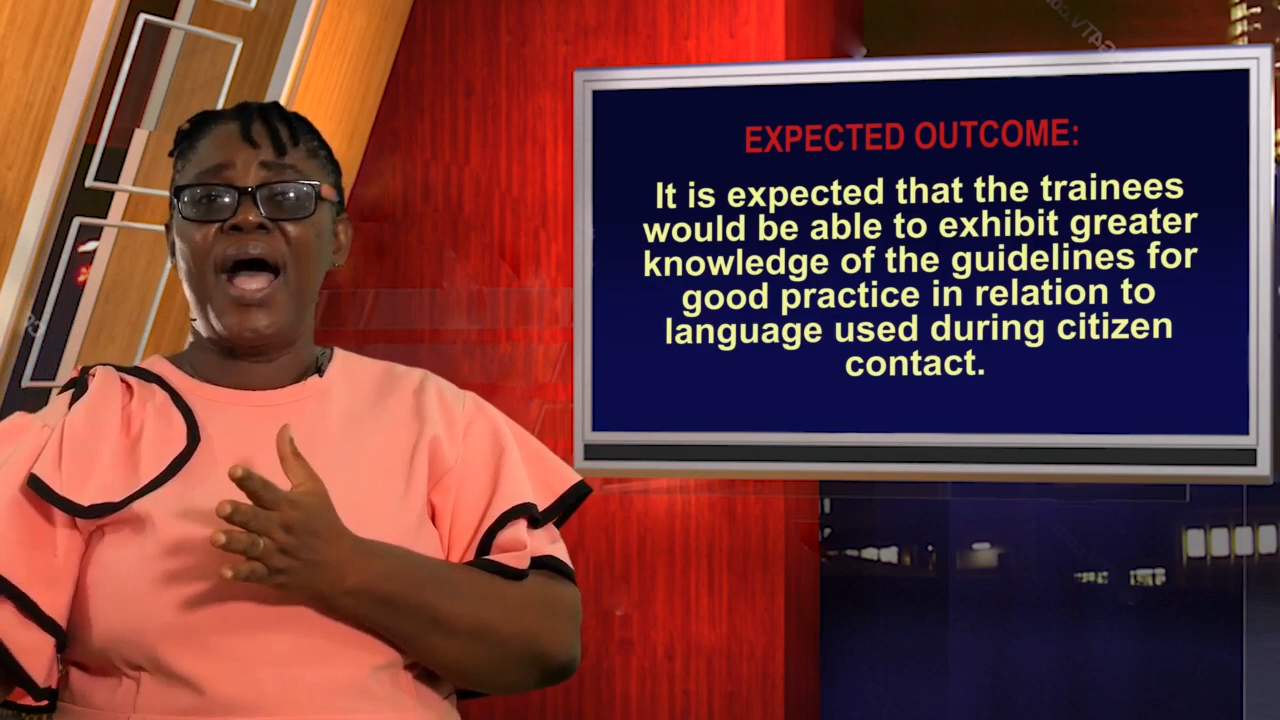 EXPECTED OUTCOME:
It is expected that the trainees
would be able to exhibit greater
knowledge of the guidelines for
good practice in relation to
language used during citizen
contact.